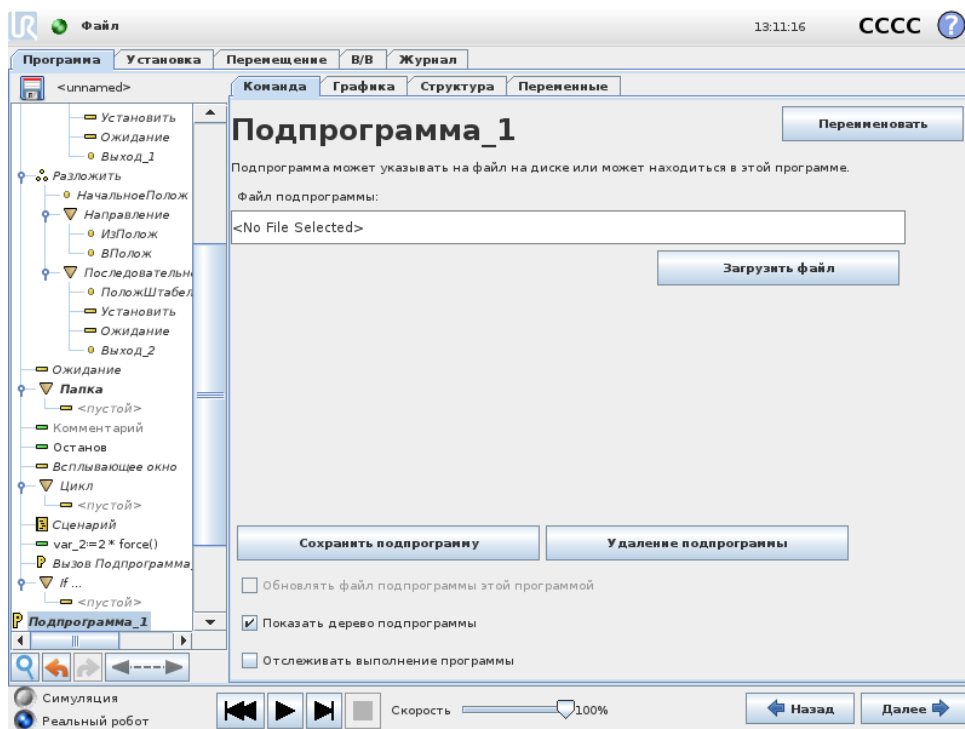 UR Файл 13:11:16 CCCC ?
Программа Установка Перемещение В/В Журнал
<unnamed>
Команда Графика Структура Переменные
Установить
Ожидание
Выход_1
Разложить
НачальноеПолож
Направление
ИзПолож
ВПолож
Последовательн
ПоложШтабел
Установить
Ожидание
Выход_2
Ожидание
Папка
<пустой>
Комментарий
Останов
Всплывающее окно
Цикл
<пустой>
Сценарий
var_2:=2 * force()
Вызов Подпрограмма_
If ...
<пустой>
Подпрограмма_1
Подпрограмма_1
Переименовать
Подпрограмма может указывать на файл на диске или может находиться в этой программе.
Файл подпрограммы:
<No File Selected>
Загрузить файл
Сохранить подпрограмму
Удаление подпрограммы
Обновлять файл подпрограммы этой программой
Показать дерево подпрограммы
Отслеживать выполнение программы
Симуляция
Реальный робот
Скорость 100%
Назад
Далее